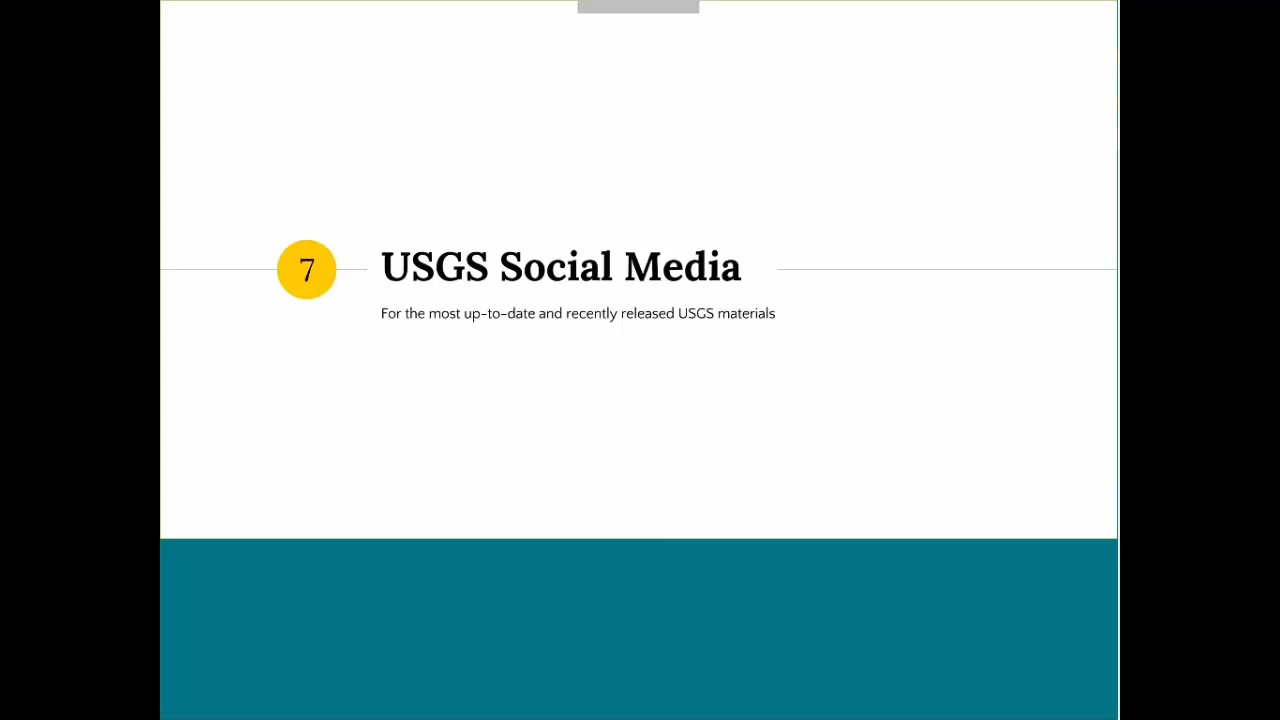 7
USGS Social Media
For the most up-to-date and recently released USGS materials